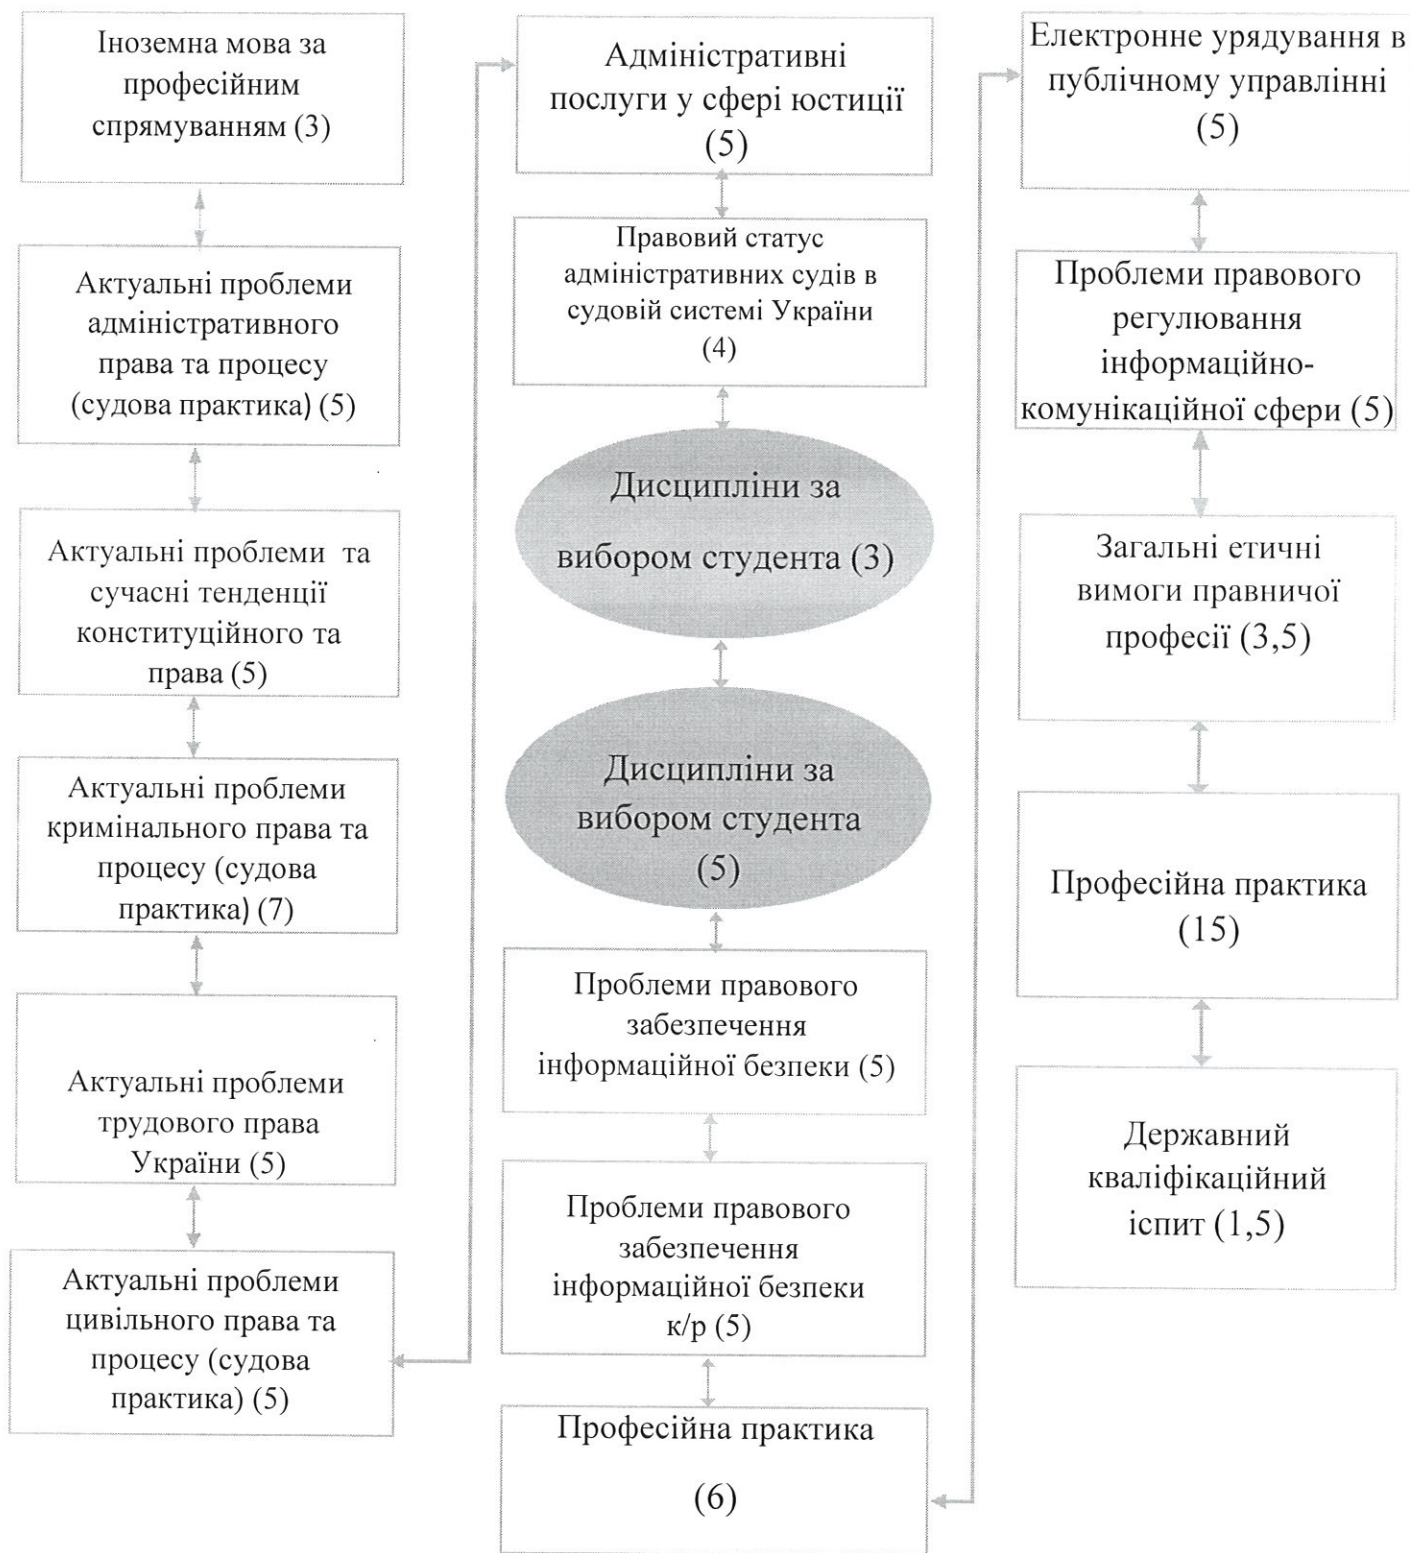 Іноземна мова за
професійним
спрямуванням (3)
Актуальні проблеми
адміністративного
права та процесу
(судова практика) (5)
Актуальні проблеми та
сучасні тенденції
конституційного та
права (5)
Актуальні проблеми
кримінального права та
процесу (судова
практика) (7)
Актуальні проблеми
трудового права
України (5)
Актуальні проблеми
цивільного права та
процесу (судова
практика) (5)
Адміністративні
послуги у сфері юстиції
(5)
Правовий статус
адміністративних судів в
судовій системі України
(4)
Дисципліни за
вибором студента (3)
Дисципліни за
вибором студента
(5)
Проблеми правового
забезпечення
інформаційної безпеки (5)
Проблеми правового
забезпечення
інформаційної безпеки
к/р (5)
Професійна практика
(6)
Електронне урядування в
публічному управлінні
(5)
Проблеми правового
регулювання
інформаційно-
комунікаційної сфери (5)
Загальні етичні
вимоги правничої
професії (3,5)
Професійна практика
(15)
Державний
кваліфікаційний
іспит (1,5)